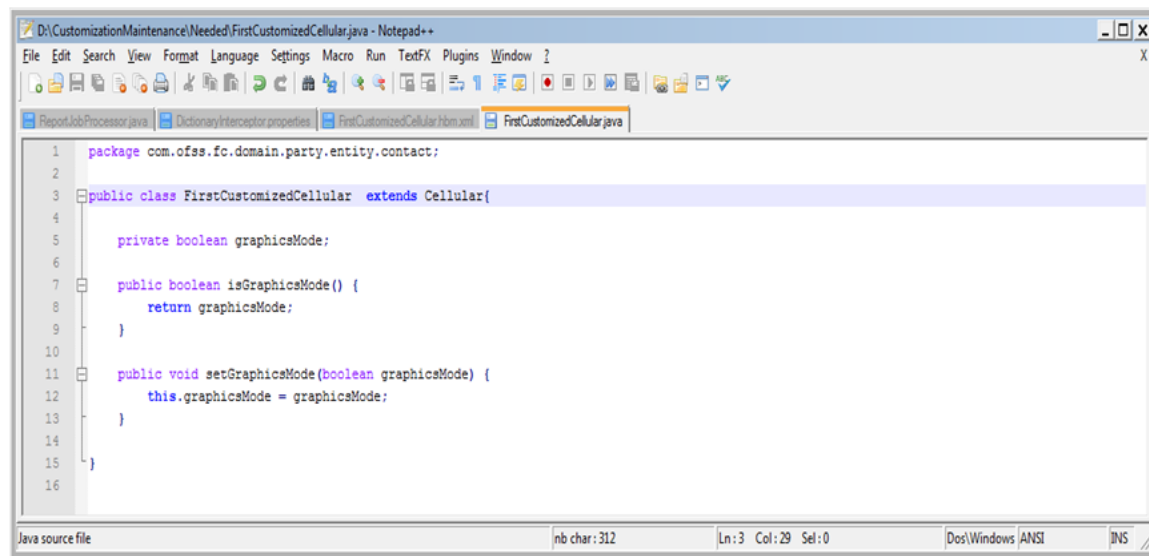 D:\CustomizationMaintenance\Needed\FirstCustomizedCellular.java - Notepad++
File Edit Search View Format Language Settings Macro Run TextFX Plugins Window ? X
ReportJobProcessor.java DictionaryInterceptor.properties FirstCustomizedCellular.hbm.xml FirstCustomizedCellular.java
1 package com.ofss.fc.domain.party.entity.contact;
2
3 public class FirstCustomizedCellular  extends Cellular{
4
5 private boolean graphicsMode;
6
7 public boolean isGraphicsMode() {
8 return graphicsMode;
9 }
10
11 public void setGraphicsMode(boolean graphicsMode) {
12 this.graphicsMode = graphicsMode;
13 }
14
15 }
16
Java source file nb char : 312 Ln : 3 Col : 29 Sel : 0 Dos\Windows ANSI INS